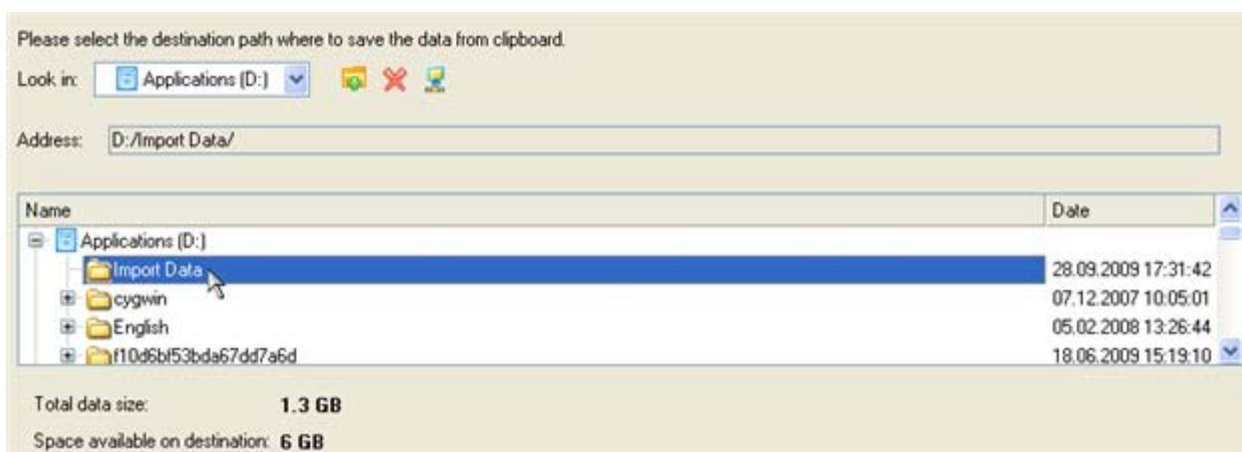 Please select the destination path where to save the data from clipboard.
Look in: Applications (D:)
Address: D:/Import Data/
Name Date
Applications (D:)
Import Data 28.09.2009 17:31:42
cygwin 07.12.2007 10:05:01
English 05.02.2008 13:26:44
f10d6bf53bda67dd7a6d 18.06.2009 15:19:10
Total data size: 1.3 GB
Space available on destination: 6 GB